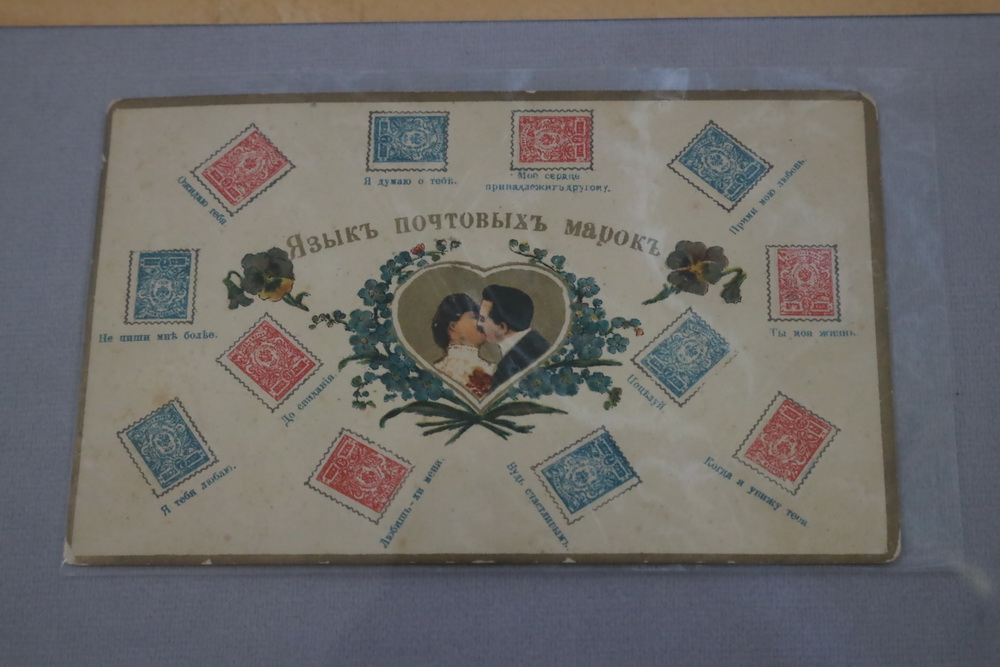 Ожидаю тебя
Я думаю о тебѣ.
Мое сердце
принадлежитъ другому.
Прими мою любовь.
Языкъ почтовыхъ марокъ
Не пиши мнѣ болѣе.
Ты моя жизнь.
До свиданія
Поцѣлуй
Я тебя люблю.
Любишь-ли меня.
Будь счастливымъ.
Когда я увижу тебя